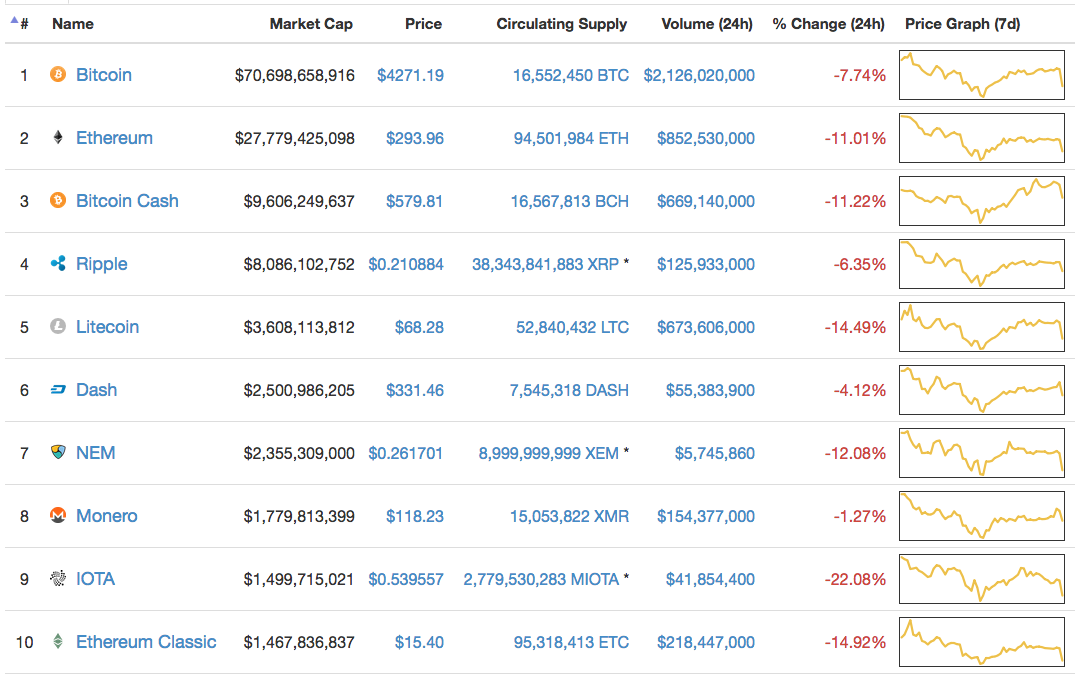 # Name Market Cap Price Circulating Supply Volume (24h) % Change (24h) Price Graph (7d)
1 Bitcoin $70,698,658,916 $4271.19 16,552,450 BTC $2,126,020,000 -7.74%
2 Ethereum $27,779,425,098 $293.96 94,501,984 ETH $852,530,000 -11.01%
3 Bitcoin Cash $9,606,249,637 $579.81 16,567,813 BCH $669,140,000 -11.22%
4 Ripple $8,086,102,752 $0.210884 38,343,841,883 XRP * $125,933,000 -6.35%
5 Litecoin $3,608,113,812 $68.28 52,840,432 LTC $673,606,000 -14.49%
6 Dash $2,500,986,205 $331.46 7,545,318 DASH $55,383,900 -4.12%
7 NEM $2,355,309,000 $0.261701 8,999,999,999 XEM * $5,745,860 -12.08%
8 Monero $1,779,813,399 $118.23 15,053,822 XMR $154,377,000 -1.27%
9 IOTA $1,499,715,021 $0.539557 2,779,530,283 MIOTA * $41,854,400 -22.08%
10 Ethereum Classic $1,467,836,837 $15.40 95,318,413 ETC $218,447,000 -14.92%